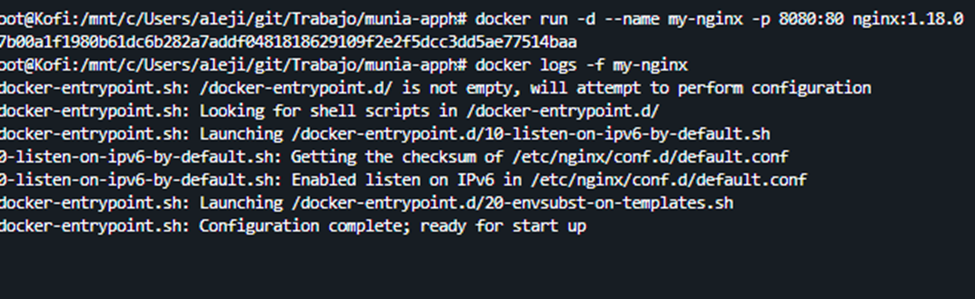 oot@Kofi:/mnt/c/Users/aleji/git/Trabajo/munia-apph# docker run -d --name my-nginx -p 8080:80 nginx:1.18.0
7b00a1f1980b61dc6b282a7addf0481818629109f2e2f5dcc3dd5ae77514baa
oot@Kofi:/mnt/c/Users/aleji/git/Trabajo/munia-apph# docker logs -f my-nginx
docker-entrypoint.sh: /docker-entrypoint.d/ is not empty, will attempt to perform configuration
docker-entrypoint.sh: Looking for shell scripts in /docker-entrypoint.d/
docker-entrypoint.sh: Launching /docker-entrypoint.d/10-listen-on-ipv6-by-default.sh
0-listen-on-ipv6-by-default.sh: Getting the checksum of /etc/nginx/conf.d/default.conf
0-listen-on-ipv6-by-default.sh: Enabled listen on IPv6 in /etc/nginx/conf.d/default.conf
docker-entrypoint.sh: Launching /docker-entrypoint.d/20-envsubst-on-templates.sh
docker-entrypoint.sh: Configuration complete; ready for start up